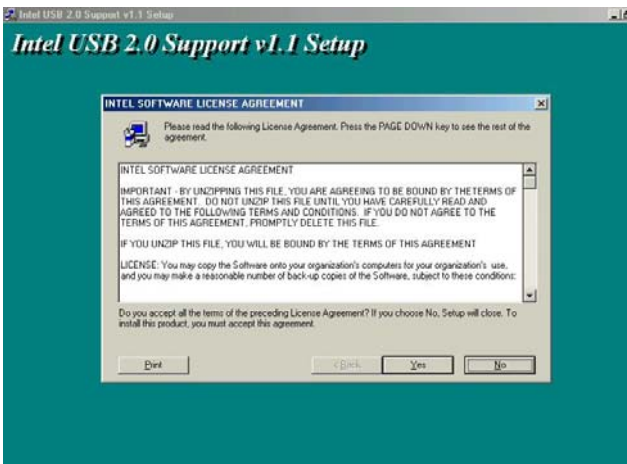 Intel USB 2.0 Support v1.1 Setup
Intel USB 2.0 Support v1.1 Setup
INTEL SOFTWARE LICENSE AGREEMENT
Please read the following License Agreement. Press the PAGE DOWN key to see the rest of the
agreement.
INTEL SOFTWARE LICENSE AGREEMENT
IMPORTANT - BY UNZIPPING THIS FILE, YOU ARE AGREEING TO BE BOUND BY THETERMS OF
THIS AGREEMENT. DO NOT UNZIP THIS FILE UNTIL YOU HAVE CAREFULLY READ AND
AGREED TO THE FOLLOWING TERMS AND CONDITIONS. IF YOU DO NOT AGREE TO THE
TERMS OF THIS AGREEMENT, PROMPTLY DELETE THIS FILE.
IF YOU UNZIP THIS FILE, YOU WILL BE BOUND BY THE TERMS OF THIS AGREEMENT
LICENSE: You may copy the Software onto your organization's computers for your organization's use,
and you may make a reasonable number of back-up copies of the Software, subject to these conditions:
Do you accept all the terms of the preceding License Agreement? If you choose No, Setup will close. To
install this product, you must accept this agreement.
Print
< Back
Yes
No